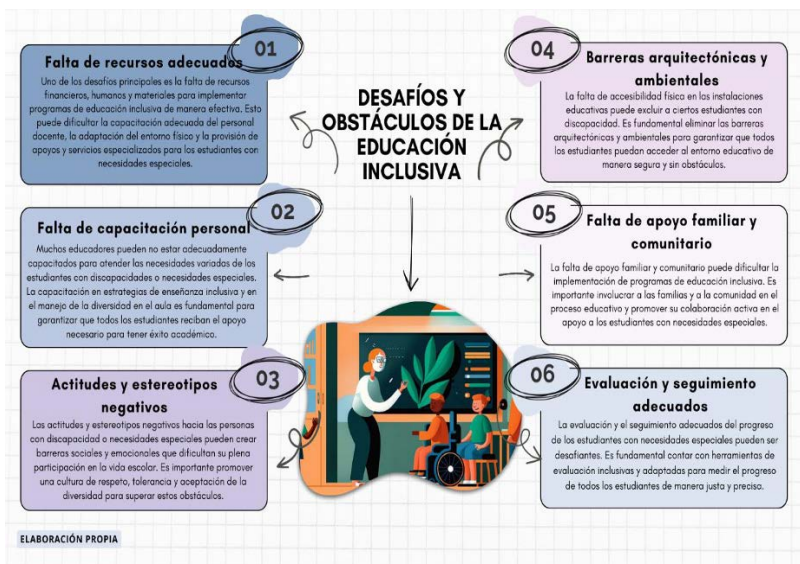 DESAFÍOS Y
OBSTÁCULOS DE LA
EDUCACIÓN
INCLUSIVA
01
Falta de recursos adecuados
Uno de los desafíos principales es la falta de recursos
financieros, humanos y materiales para implementar
programas de educación inclusiva de manera efectiva. Esto
puede dificultar la capacitación adecuada del personal
docente, la adaptación del entorno físico y la provisión de
apoyos y servicios especializados para los estudiantes con
necesidades especiales.
02
Falta de capacitación personal
Muchos educadores pueden no estar adecuadamente
capacitados para atender las necesidades variadas de los
estudiantes con discapacidades o necesidades especiales.
La capacitación en estrategias de enseñanza inclusiva y en
el manejo de la diversidad en el aula es fundamental para
garantizar que todos los estudiantes reciban el apoyo
necesario para tener éxito académico.
03
Actitudes y estereotipos
negativos
Las actitudes y estereotipos negativos hacia las personas
con discapacidad o necesidades especiales pueden crear
barreras sociales y emocionales que dificultan su plena
participación en la vida escolar. Es importante promover
una cultura de respeto, tolerancia y aceptación de la
diversidad para superar estos obstáculos.
04
Barreras arquitectónicas y
ambientales
La falta de accesibilidad física en las instalaciones
educativas puede excluir a ciertos estudiantes con
discapacidad. Es fundamental eliminar las barreras
arquitectónicas y ambientales para garantizar que todos
los estudiantes puedan acceder al entorno educativo de
manera segura y sin obstáculos.
05
Falta de apoyo familiar y
comunitario
La falta de apoyo familiar y comunitario puede dificultar la
implementación de programas de educación inclusiva. Es
importante involucrar a las familias y a la comunidad en el
proceso educativo y promover su colaboración activa en el
apoyo a los estudiantes con necesidades especiales.
06
Evaluación y seguimiento
adecuados
La evaluación y el seguimiento adecuados del progreso
de los estudiantes con necesidades especiales pueden ser
desafiantes. Es fundamental contar con herramientas de
evaluación inclusivas y adaptadas para medir el progreso
de todos los estudiantes de manera justa y precisa.
ELABORACIÓN PROPIA